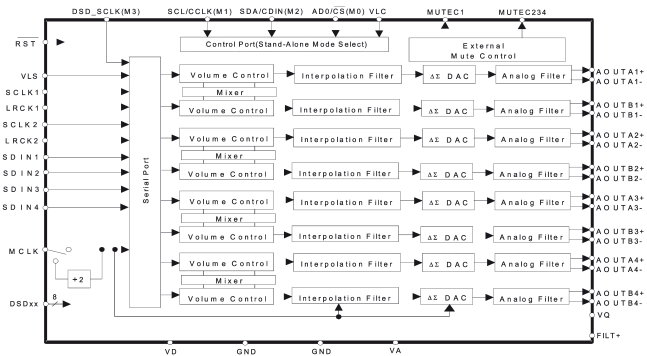 DSD_SCLK(M3) SCL/CCLK(M1) SDA/CDIN(M2) AD0/CS(M0) VLC MUTEC1 MUTEC234
RST
Control Port(Stand-Alone Mode Select)
External
Mute Control
VLS
SCLK1
LRCK1
SCLK2
LRCK2
SDIN1
SDIN2
SDIN3
SDIN4
MCLK
÷2
DSDxx
8
Serial Port
Volume Control Interpolation Filter ΔΣ DAC Analog Filter AOUTA1+
AOUTA1-
Mixer
Volume Control Interpolation Filter ΔΣ DAC Analog Filter AOUTB1+
AOUTB1-
Volume Control Interpolation Filter ΔΣ DAC Analog Filter AOUTA2+
AOUTA2-
Mixer
Volume Control Interpolation Filter ΔΣ DAC Analog Filter AOUTB2+
AOUTB2-
Volume Control Interpolation Filter ΔΣ DAC Analog Filter AOUTA3+
AOUTA3-
Mixer
Volume Control Interpolation Filter ΔΣ DAC Analog Filter AOUTB3+
AOUTB3-
Volume Control Interpolation Filter ΔΣ DAC Analog Filter AOUTA4+
AOUTA4-
Mixer
Volume Control Interpolation Filter ΔΣ DAC Analog Filter AOUTB4+
AOUTB4-
VQ
FILT+
VD GND GND VA